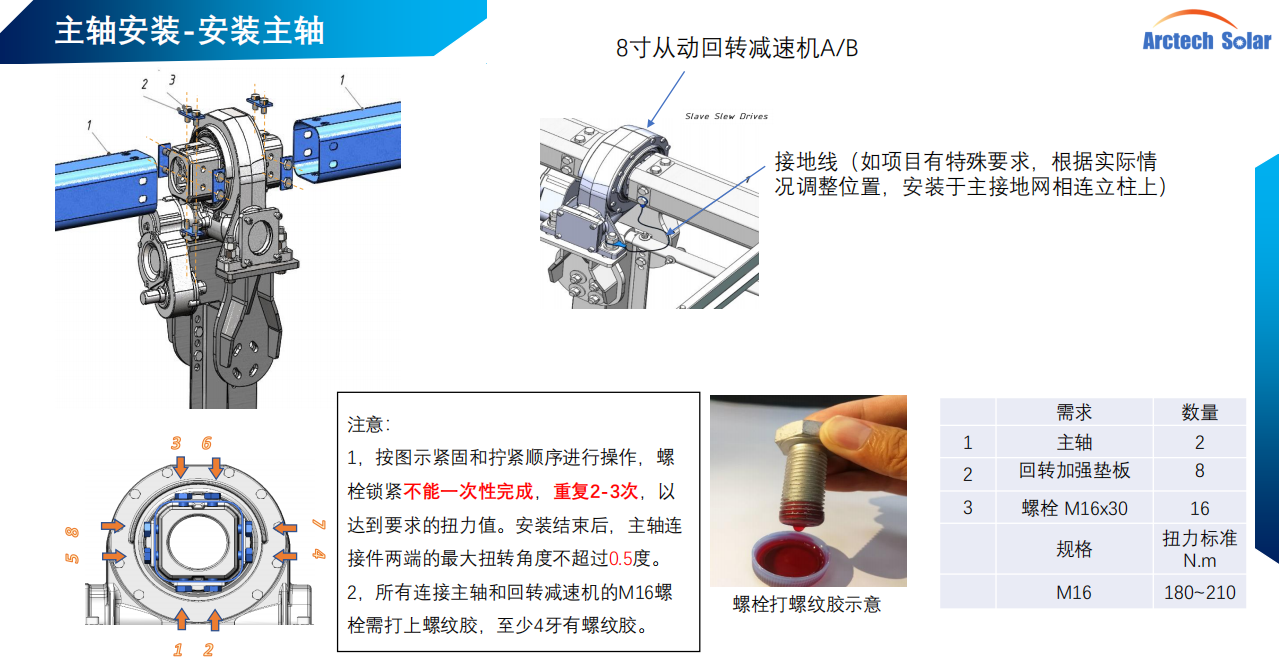 主轴安装-安装主轴
Arctech Solar
8寸从动回转减速机A/B
Slave Slew Drives
接地线（如项目有特殊要求，根据实际情
况调整位置，安装于主接地网相连立柱上）
1
2
3
1
1
3 6
8
5
7
4
1 2
注意：
1，按图示紧固和拧紧顺序进行操作，螺
栓锁紧不能一次性完成，重复2-3次，以
达到要求的扭力值。安装结束后，主轴连
接件两端的最大扭转角度不超过0.5度。
2，所有连接主轴和回转减速机的M16螺
栓需打上螺纹胶，至少4牙有螺纹胶。
螺栓打螺纹胶示意
需求 数量
1 主轴 2
2 回转加强垫板 8
3 螺栓 M16x30 16
规格 扭力标准
N.m
M16 180~210